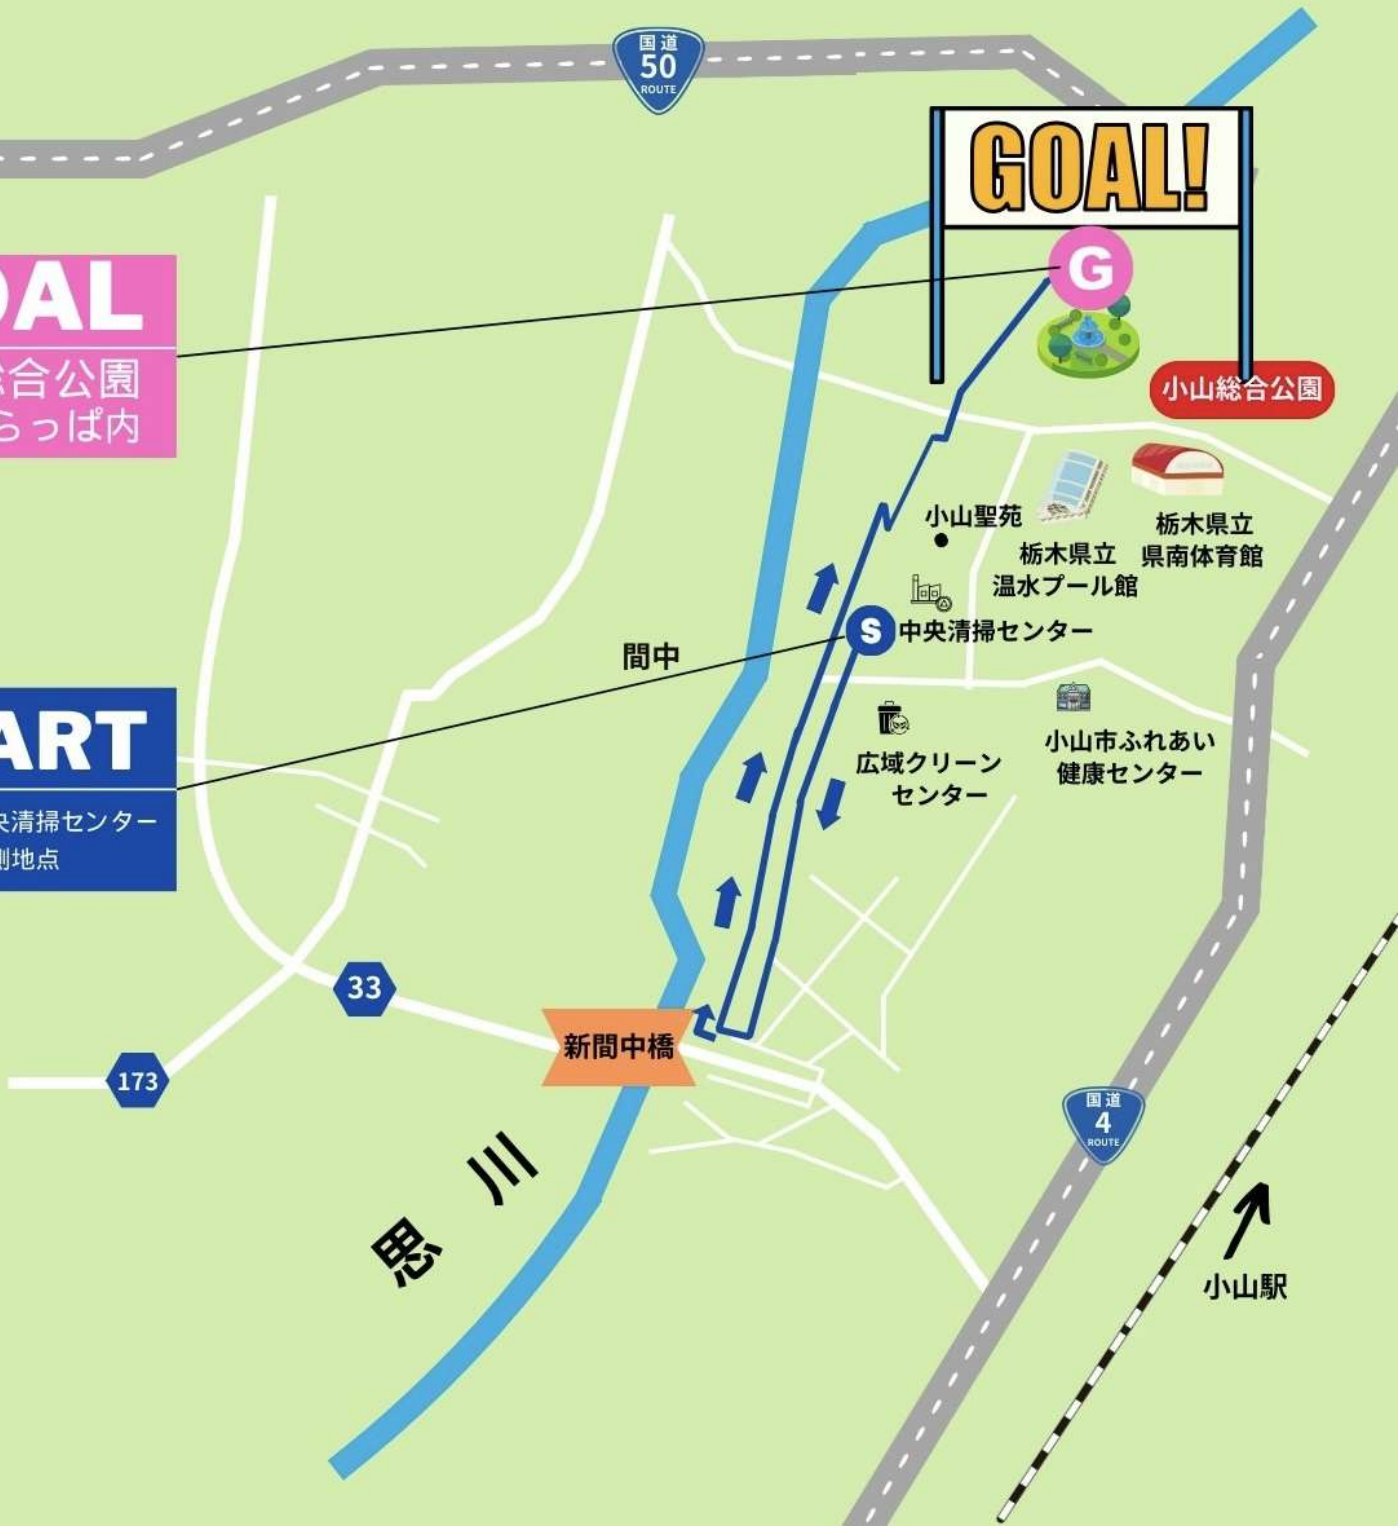 国道
50
ROUTE
GOAL!
G
OAL
合公園
らっぱ内
小山総合公園
小山聖苑
栃木県立
県南体育館
栃木県立
温水プール館
S
中央清掃センター
間中
ART
清掃センター
地点
広域クリーン
センター
小山市ふれあい
健康センター
33
新間中橋
173
国道
4
ROUTE
思川
小山駅